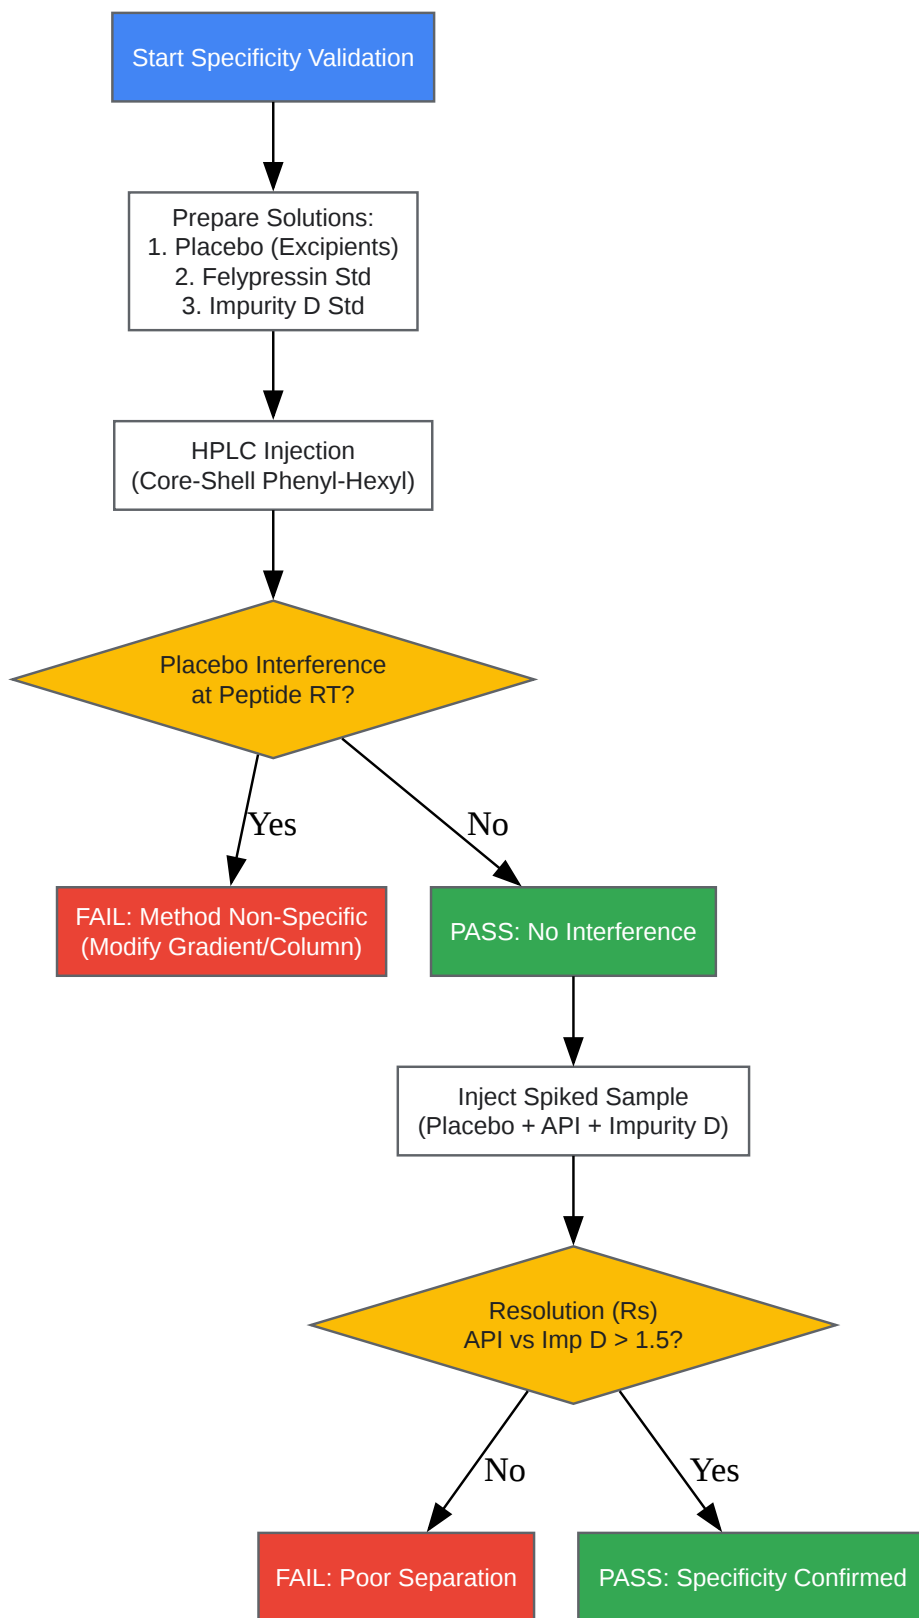 Start Specificity Validation
Prepare Solutions:
1. Placebo (Excipients)
2. Felypressin Std
3. Impurity D Std
HPLC Injection
(Core-Shell Phenyl-Hexyl)
Placebo Interference
at Peptide RT?
Yes
No
FAIL: Method Non-Specific
(Modify Gradient/Column)
PASS: No Interference
Inject Spiked Sample
(Placebo + API + Impurity D)
Resolution (Rs)
API vs Imp D > 1.5?
No
Yes
FAIL: Poor Separation
PASS: Specificity Confirmed